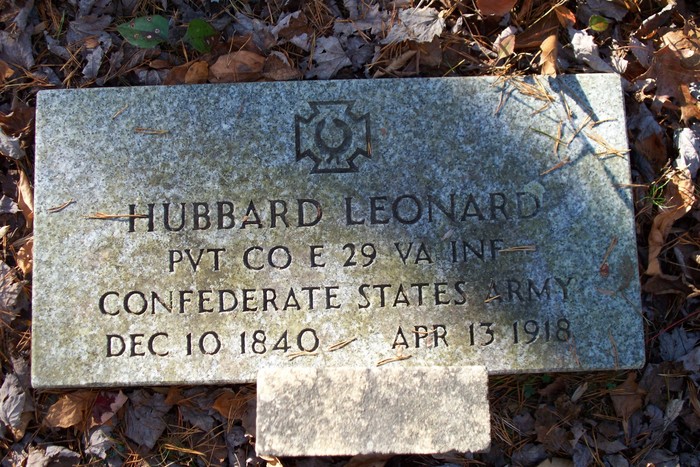 HUBBARD LEONARD
PVT CO E 29 VA INF
CONFEDERATE STATES ARMY
DEC 10 1840 APR 13 1918